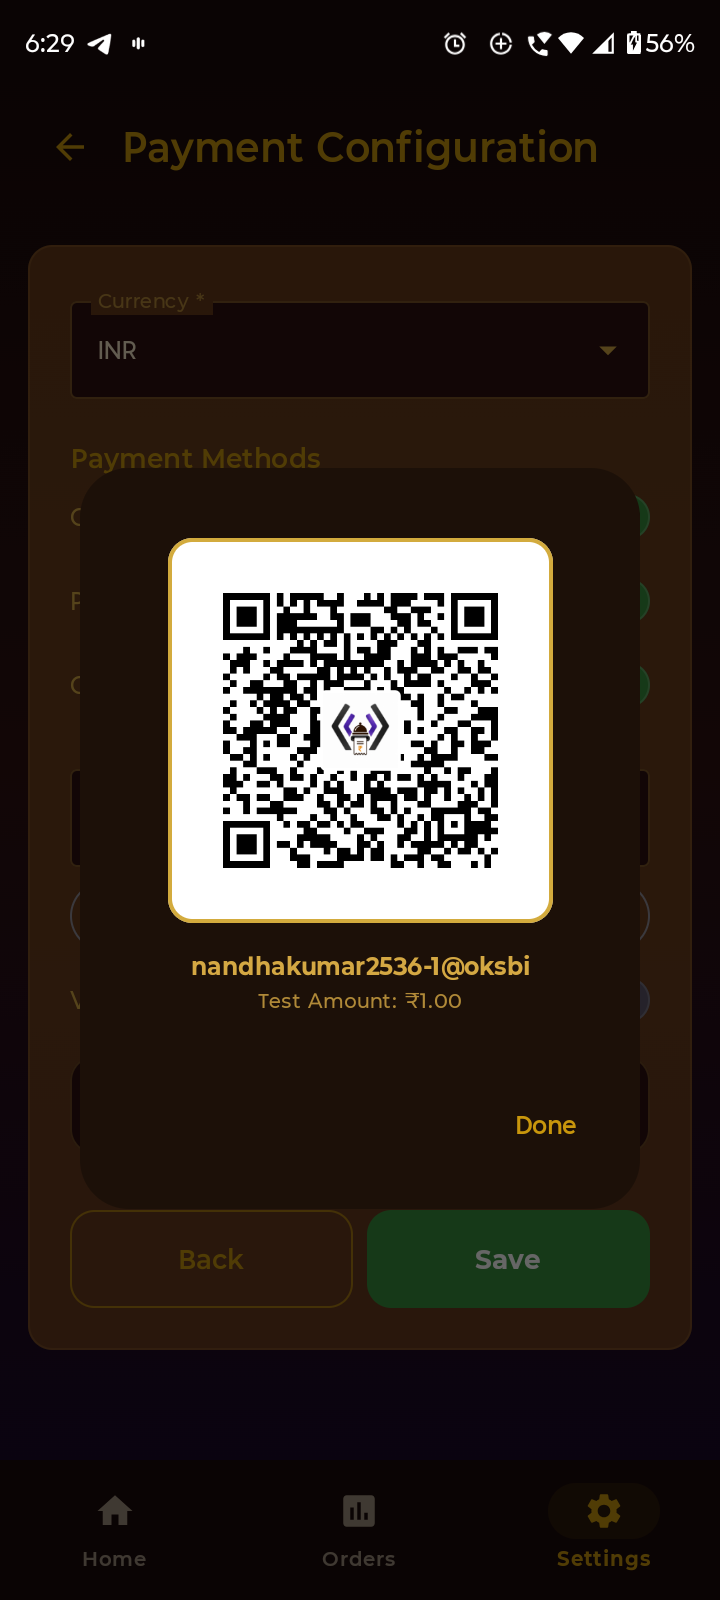 6:29
56%
Payment Configuration
Currency *
INR
Payment Methods
nandhakumar2536-1@oksbi
Test Amount: ₹1.00
Done
Back
Save
Home
Orders
Settings